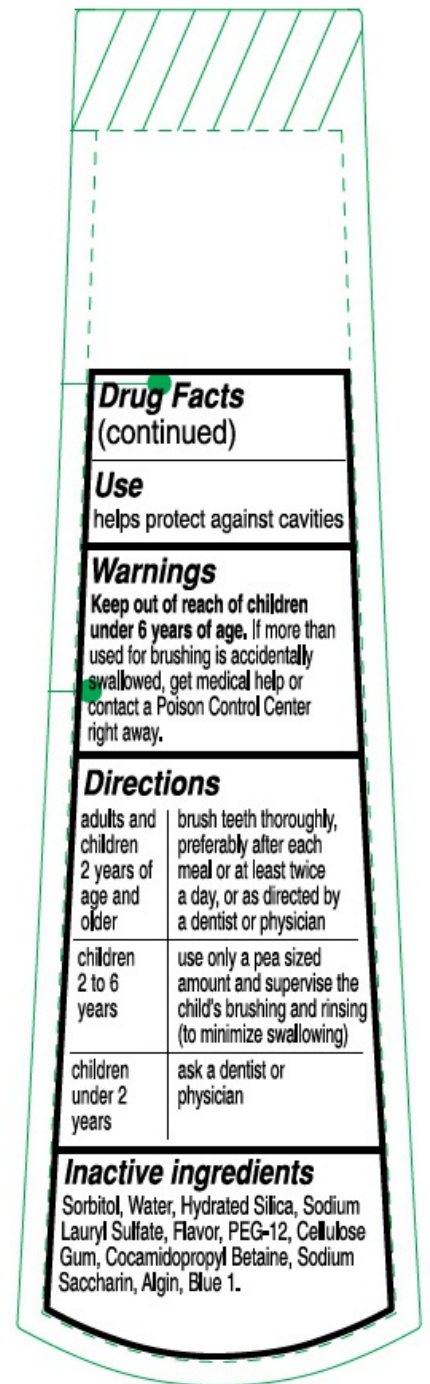 Drug Facts
(continued)
Use
helps protect against cavities
Warnings
Keep out of reach of children
under 6 years of age. If more than
used for brushing is accidentally
swallowed, get medical help or
contact a Poison Control Center
right away.
Directions
adults and
children
2 years of
age and
older
brush teeth thoroughly,
preferably after each
meal or at least twice
a day, or as directed by
a dentist or physician
children
2 to 6
years
use only a pea sized
amount and supervise the
child's brushing and rinsing
(to minimize swallowing)
children
under 2
years
ask a dentist or
physician
Inactive ingredients
Sorbitol, Water, Hydrated Silica, Sodium
Lauryl Sulfate, Flavor, PEG-12, Cellulose
Gum, Cocamidopropyl Betaine, Sodium
Saccharin, Algin, Blue 1.